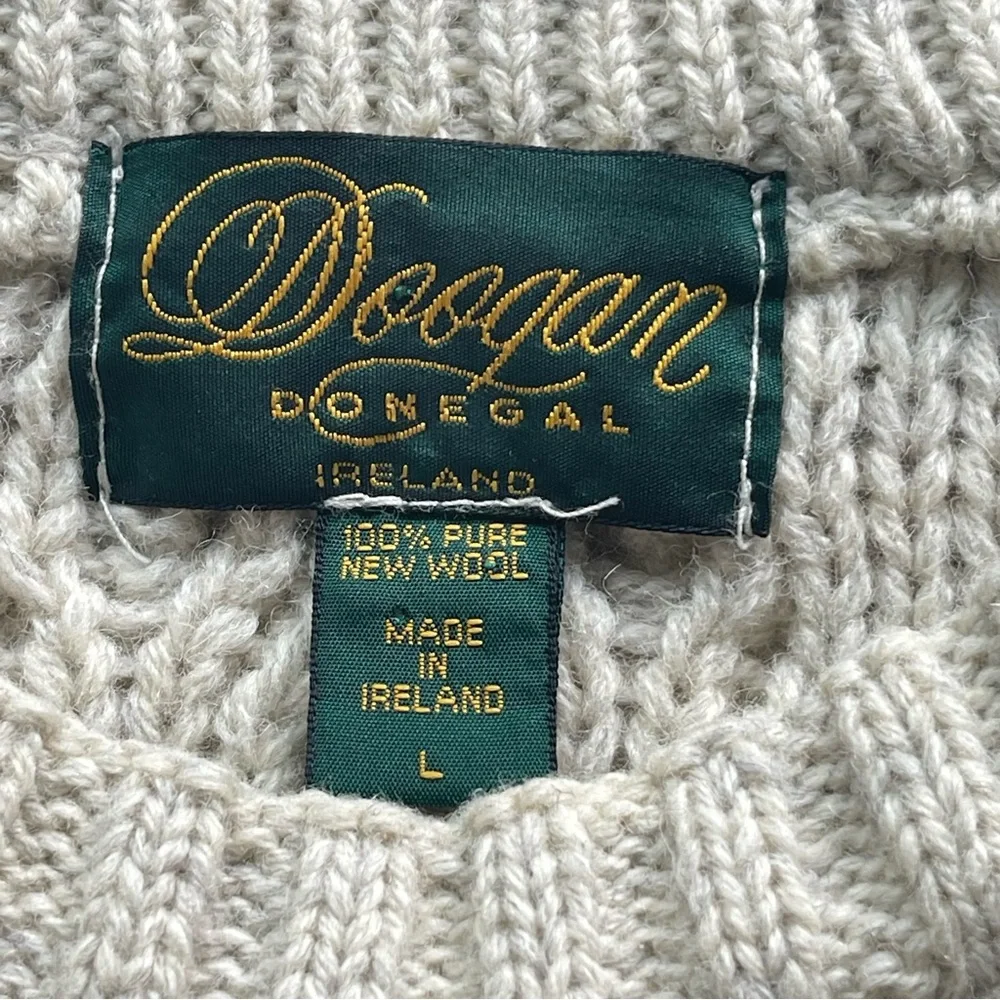 Doogan
DONEGAL
IRELAND
100% PURE
NEW WOOL
MADE
IN
IRELAND
L